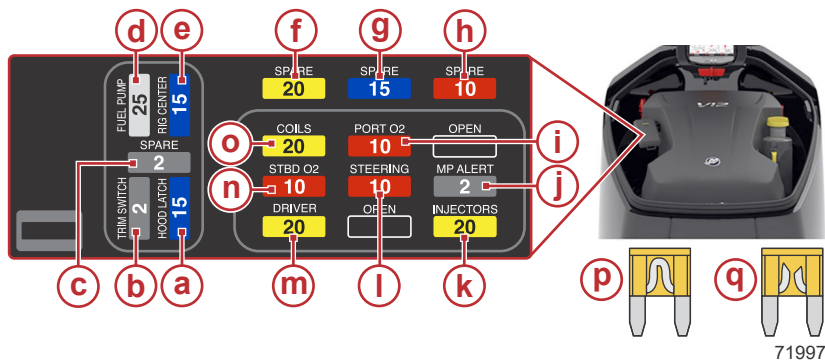 d
e
f
g
h
FUEL PUMP
25
RIG CENTER
15
SPARE
2
TRIM SWITCH
2
HOOD LATCH
15
SPARE
20
SPARE
15
SPARE
10
COILS
20
PORT O2
10
OPEN
STBD O2
10
STEERING
10
MP ALERT
2
DRIVER
20
OPEN
INJECTORS
20
o
n
i
j
c
b
a
m
l
k
V12
p
q
71997